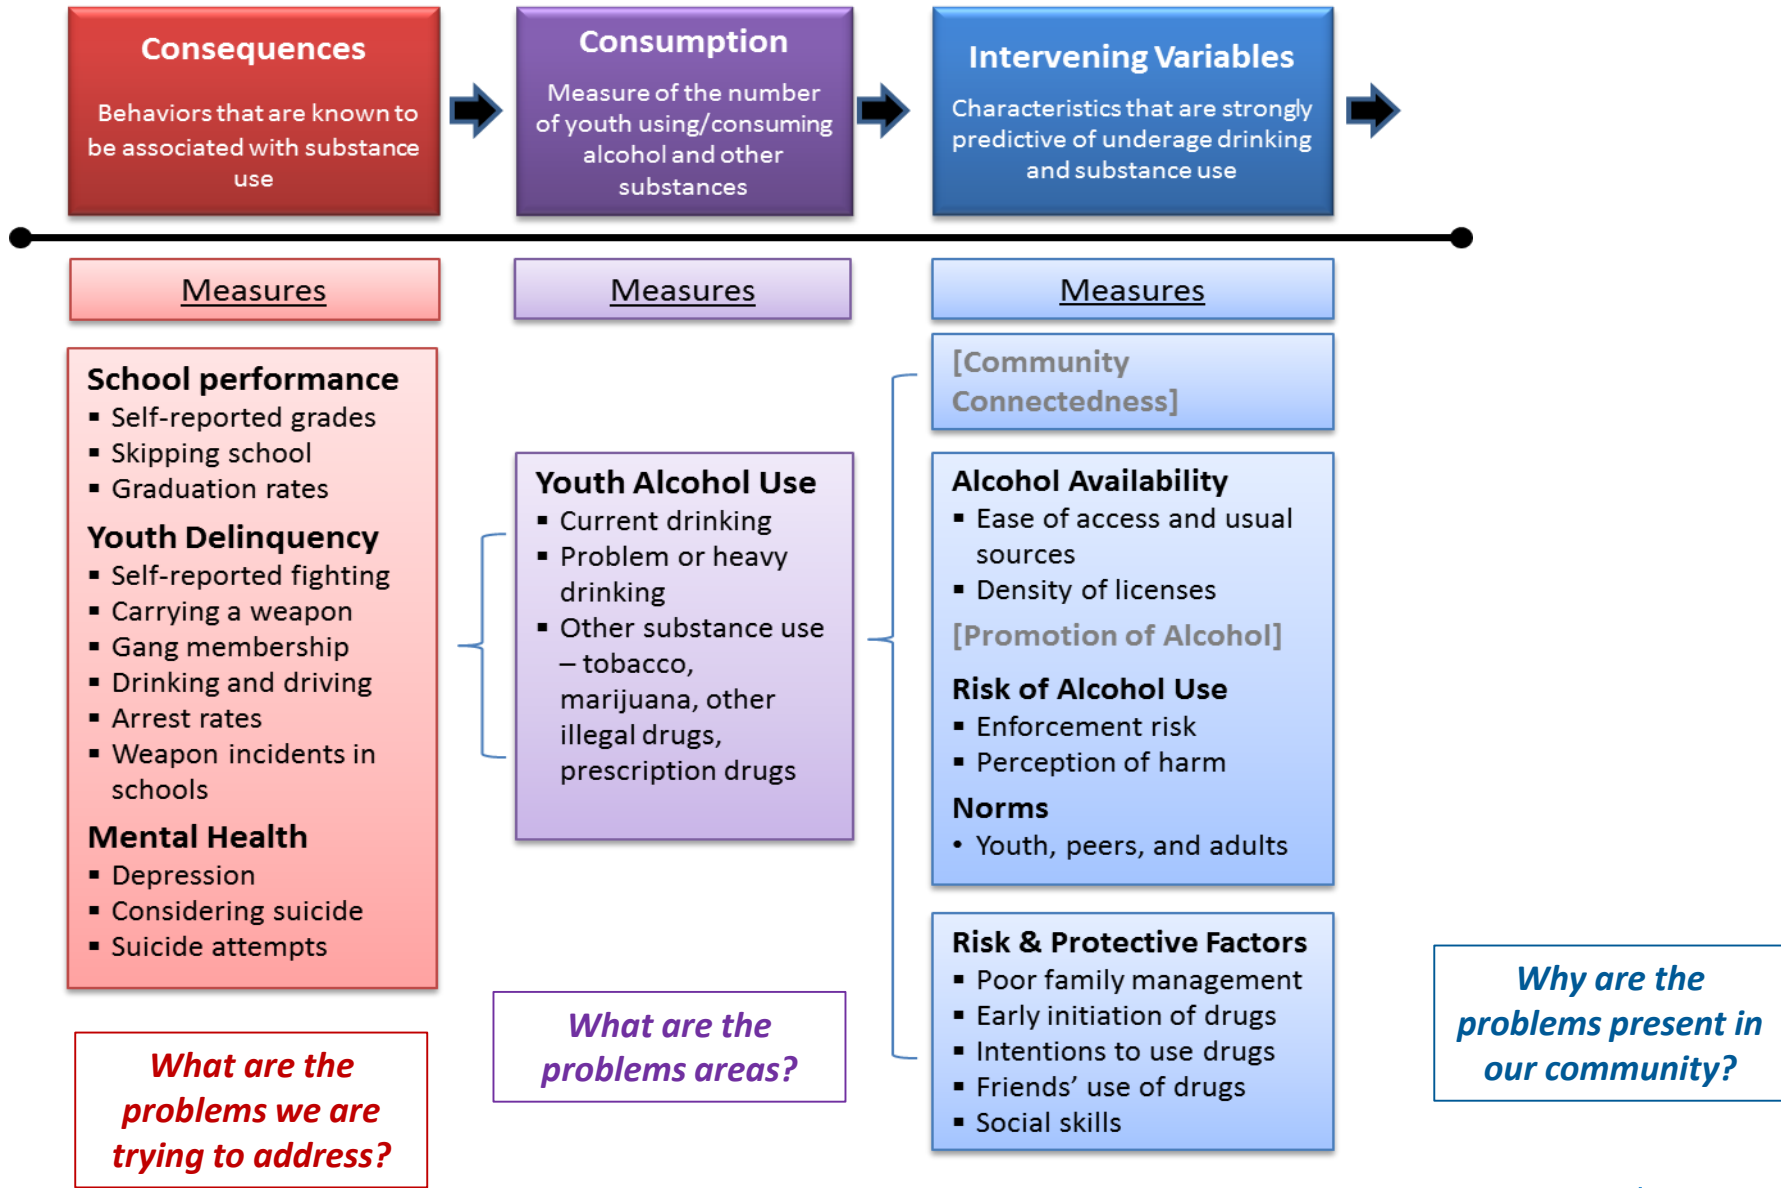 Consequences
Behaviors that are known to
be associated with substance
use
Consumption
Measure of the number
of youth using/consuming
alcohol and other
substances
Intervening Variables
Characteristics that are strongly
predictive of underage drinking
and substance use
Measures
School performance
▪ Self-reported grades
▪ Skipping school
▪ Graduation rates
Youth Delinquency
▪ Self-reported fighting
▪ Carrying a weapon
▪ Gang membership
▪ Drinking and driving
▪ Arrest rates
▪ Weapon incidents in
schools
Mental Health
▪ Depression
▪ Considering suicide
▪ Suicide attempts
What are the
problems we are
trying to address?
Measures
Youth Alcohol Use
▪ Current drinking
▪ Problem or heavy
drinking
▪ Other substance use
– tobacco,
marijuana, other
illegal drugs,
prescription drugs
What are the
problems areas?
Measures
[Community
Connectedness]
Alcohol Availability
▪ Ease of access and usual
sources
▪ Density of licenses
[Promotion of Alcohol]
Risk of Alcohol Use
▪ Enforcement risk
▪ Perception of harm
Norms
• Youth, peers, and adults
Risk & Protective Factors
▪ Poor family management
▪ Early initiation of drugs
▪ Intentions to use drugs
▪ Friends’ use of drugs
▪ Social skills
Why are the
problems present in
our community?